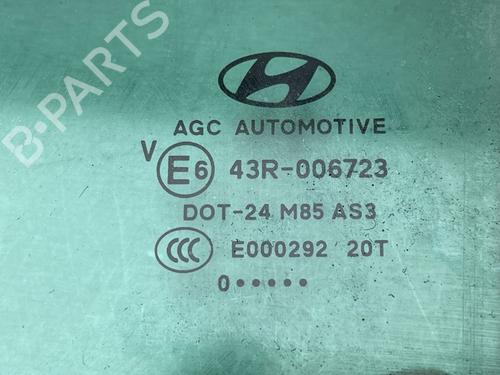 B-PARTS
AGC AUTOMOTIVE
V E6 43R-006723
DOT-24 M85 AS3
CCC E000292 20T
0•••••